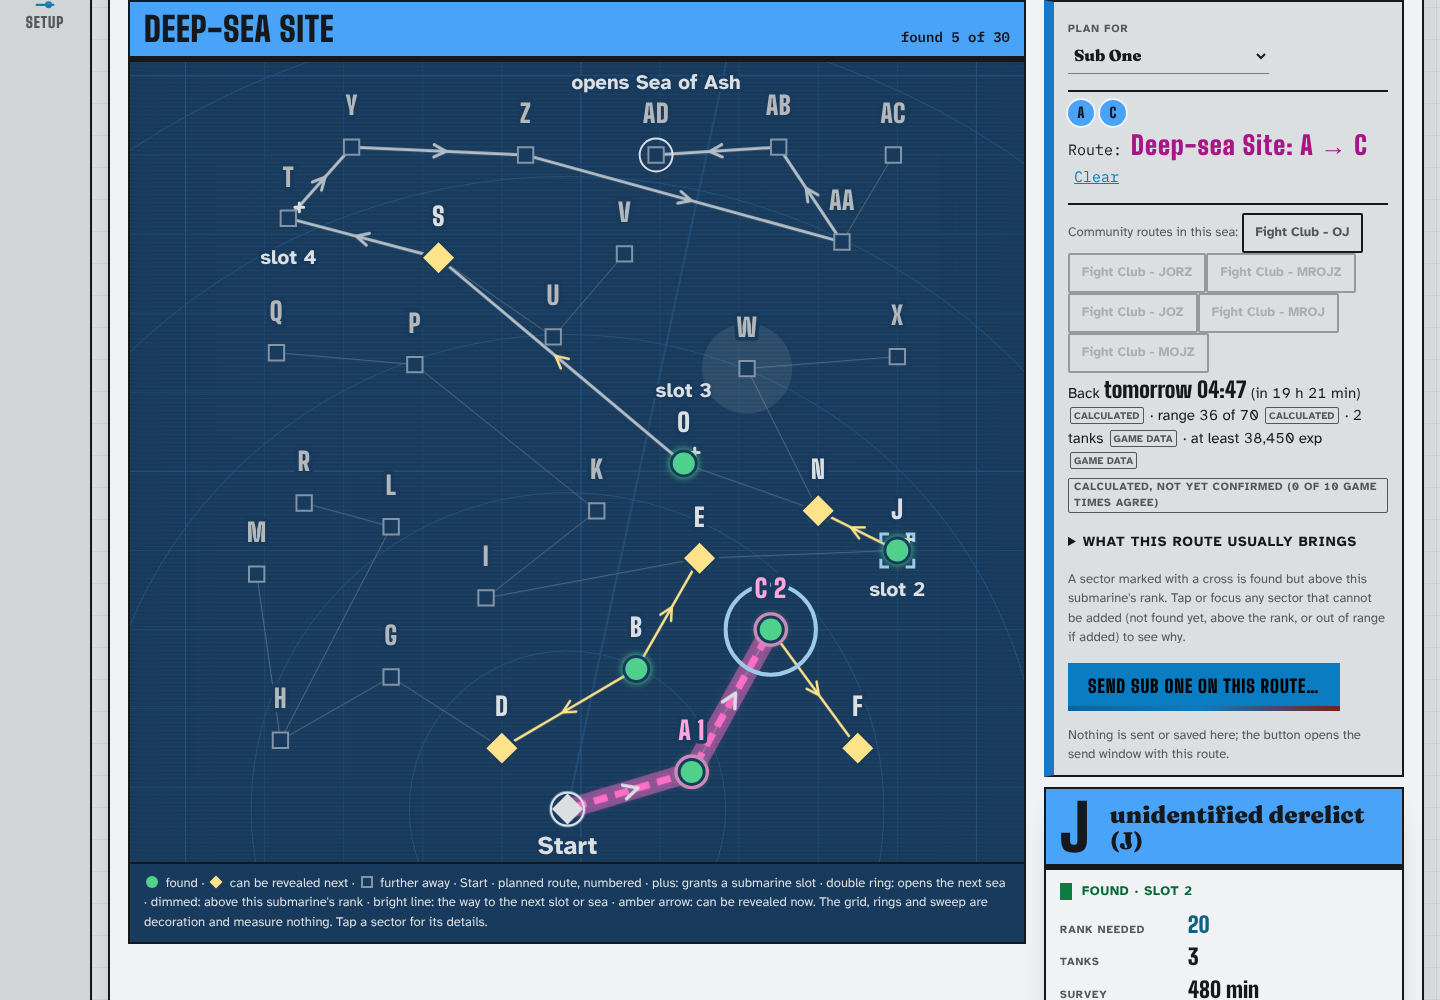 SETUP
DEEP-SEA SITE
found 5 of 30
opens Sea of Ash
Y
Z
AD
AB
AC
T
S
V
AA
slot 4
Q
P
U
W
X
slot 3
O
R
L
K
N
J
M
I
E
slot 2
C 2
G
B
H
D
A 1
F
Start
found · can be revealed next · further away · Start · planned route, numbered · plus: grants a submarine slot · double ring: opens the next sea
· dimmed: above this submarine's rank · bright line: the way to the next slot or sea · amber arrow: can be revealed now. The grid, rings and sweep are
decoration and measure nothing. Tap a sector for its details.
PLAN FOR
Sub One
A C
Route: Deep-sea Site: A → C
Clear
Community routes in this sea: Fight Club - OJ
Fight Club - JORZ Fight Club - MROJZ
Fight Club - JOZ Fight Club - MROJ
Fight Club - MOJZ
Back tomorrow 04:47 (in 19 h 21 min)
CALCULATED · range 36 of 70 CALCULATED · 2
tanks GAME DATA · at least 38,450 exp
GAME DATA
CALCULATED, NOT YET CONFIRMED (0 OF 10 GAME
TIMES AGREE)
▶ WHAT THIS ROUTE USUALLY BRINGS
A sector marked with a cross is found but above this
submarine's rank. Tap or focus any sector that cannot
be added (not found yet, above the rank, or out of range
if added) to see why.
SEND SUB ONE ON THIS ROUTE…
Nothing is sent or saved here; the button opens the
send window with this route.
J
unidentified derelict
(J)
FOUND · SLOT 2
RANK NEEDED 20
TANKS 3
SURVEY 480 min